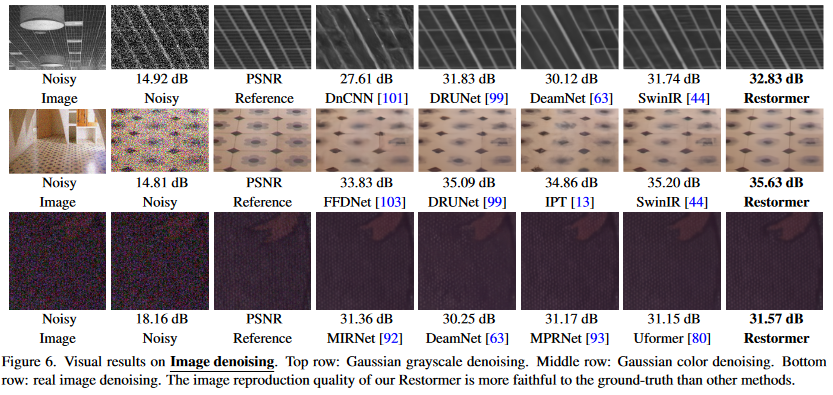 Noisy 14.92 dB PSNR 27.61 dB 31.83 dB 30.12 dB 31.74 dB 32.83 dB
Image Noisy Reference DnCNN [101] DRUNet [99] DeamNet [63] SwinIR [44] Restormer
Noisy 14.81 dB PSNR 33.83 dB 35.09 dB 34.86 dB 35.20 dB 35.63 dB
Image Noisy Reference FFDNet [103] DRUNet [99] IPT [13] SwinIR [44] Restormer
Noisy 18.16 dB PSNR 31.36 dB 30.25 dB 31.17 dB 31.15 dB 31.57 dB
Image Noisy Reference MIRNet [92] DeamNet [63] MPRNet [93] Uformer [80] Restormer
Figure 6. Visual results on Image denoising. Top row: Gaussian grayscale denoising. Middle row: Gaussian color denoising. Bottom
row: real image denoising. The image reproduction quality of our Restormer is more faithful to the ground-truth than other methods.